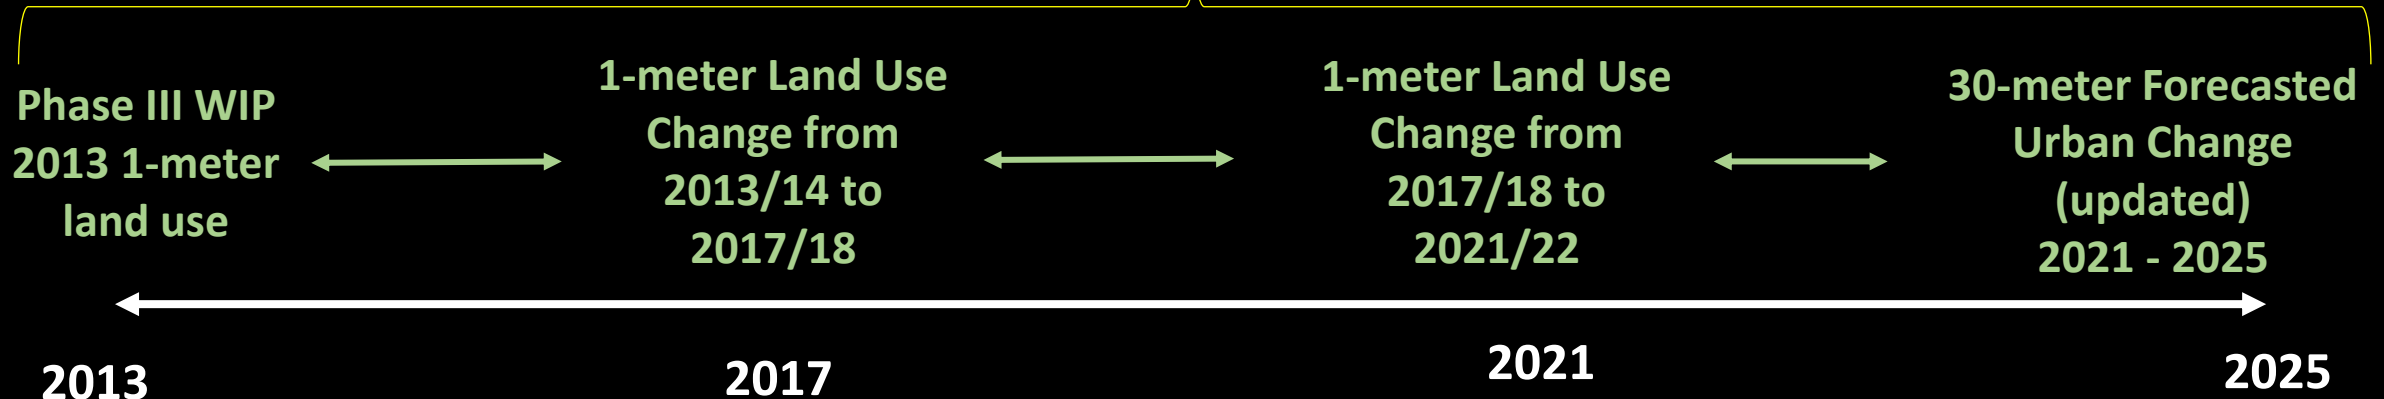 Phase III WIP
2013 1-meter
land use
1-meter Land Use
Change from
2013/14 to
2017/18
1-meter Land Use
Change from
2017/18 to
2021/22
30-meter Forecasted
Urban Change
(updated)
2021 - 2025
2013
2017
2021
2025